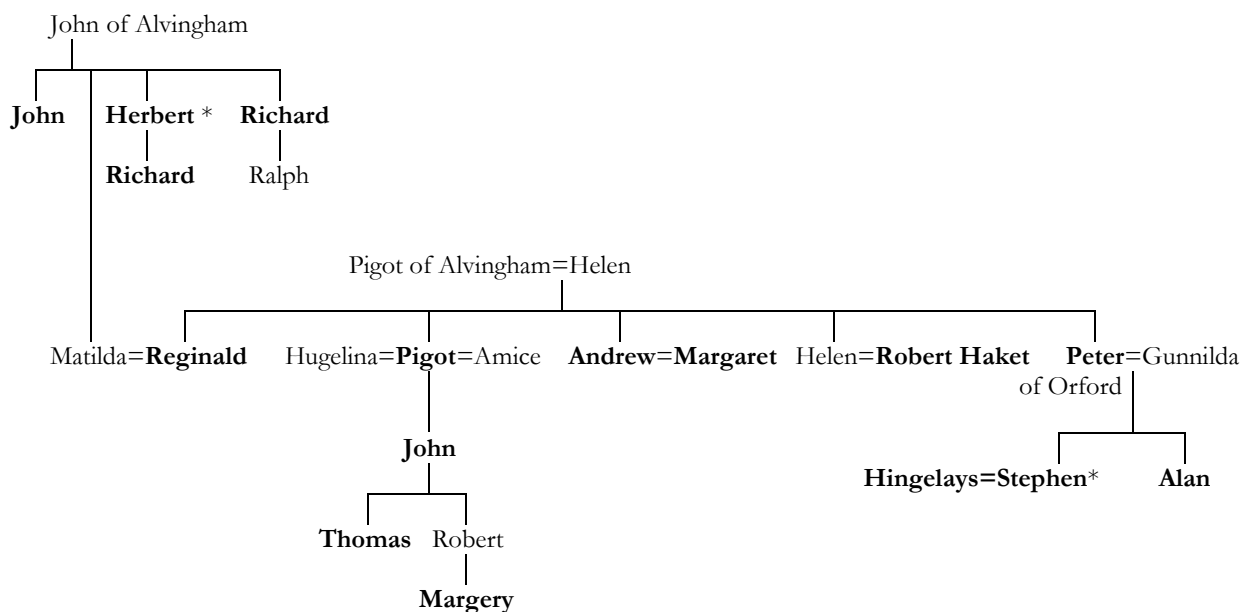 John of Alvingham
John Herbert * Richard
Richard Ralph
Pigot of Alvingham=Helen
Matilda=Reginald Hugelina=Pigot=Amice Andrew=Margaret Helen=Robert Haket Peter=Gunnilda
of Orford
John
Hingelays=Stephen* Alan
Thomas Robert
Margery